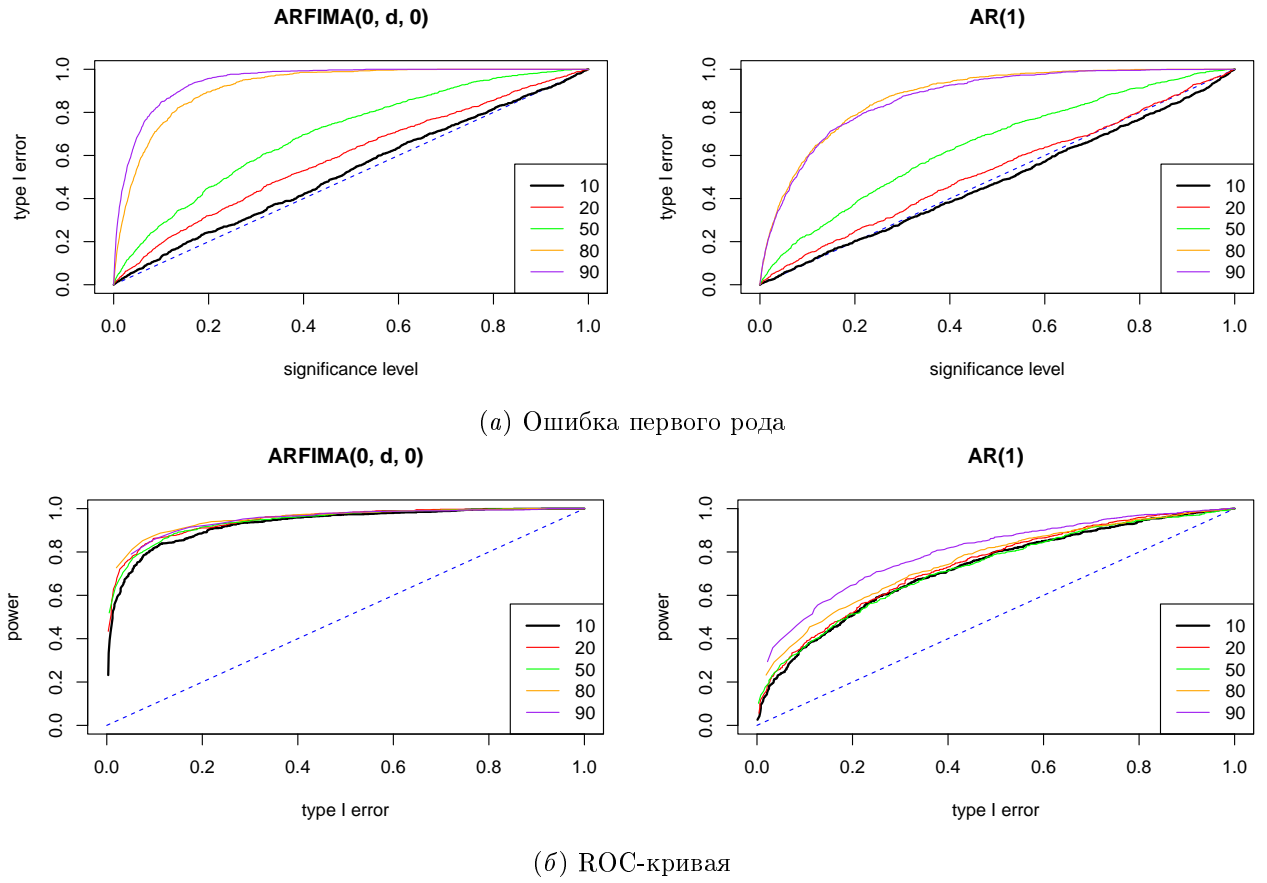 ARFIMA(0, d, 0)
type I error
0.0 0.2 0.4 0.6 0.8 1.0
0.0 0.2 0.4 0.6 0.8 1.0
significance level
10
20
50
80
90
AR(1)
type I error
0.0 0.2 0.4 0.6 0.8 1.0
0.0 0.2 0.4 0.6 0.8 1.0
significance level
10
20
50
80
90
(а) Ошибка первого рода
ARFIMA(0, d, 0)
power
0.0 0.2 0.4 0.6 0.8 1.0
0.0 0.2 0.4 0.6 0.8 1.0
type I error
10
20
50
80
90
AR(1)
power
0.0 0.2 0.4 0.6 0.8 1.0
0.0 0.2 0.4 0.6 0.8 1.0
type I error
10
20
50
80
90
(б) ROC-кривая